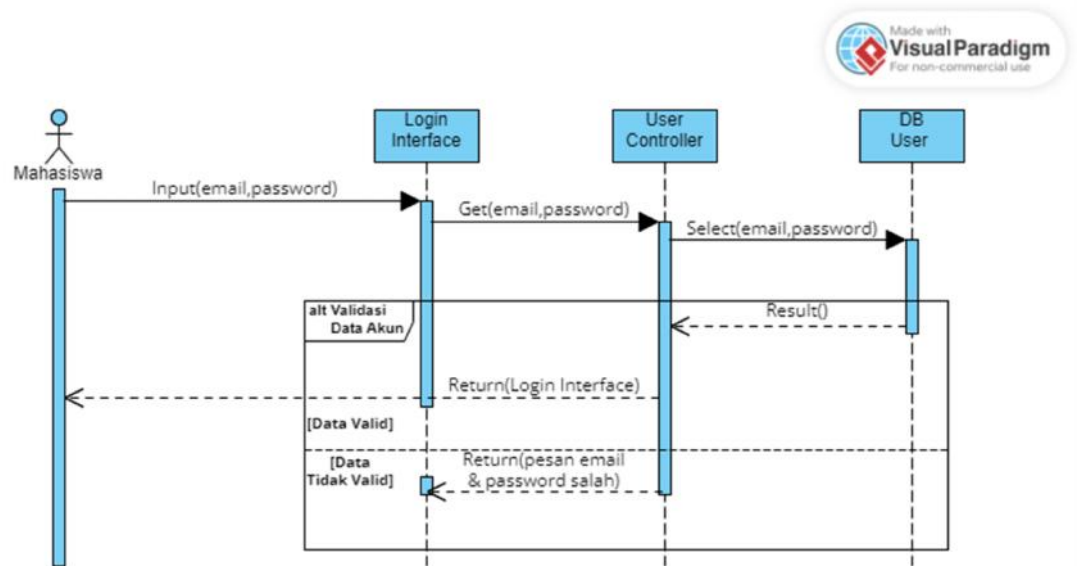 Made with
Visual Paradigm
For non-commercial use
Mahasiswa
Login
Interface
User
Controller
DB
User
Input(email,password)
Get(email,password)
Select(email,password)
alt Validasi
Data Akun
Result()
Return(Login Interface)
[Data Valid]
[Data
Tidak Valid]
Return(pesan email
& password salah)